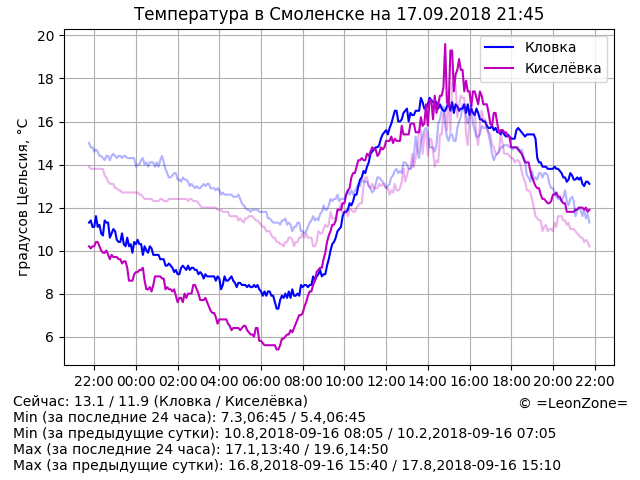 Температура в Смоленске на 17.09.2018 21:45
градусов Цельсия, °C
20
18
16
14
12
10
8
6
Кловка
Киселёвка
22:00 00:00 02:00 04:00 06:00 08:00 10:00 12:00 14:00 16:00 18:00 20:00 22:00
Сейчас: 13.1 / 11.9 (Кловка / Киселёвка)
© =LeonZone=
Min (за последние 24 часа): 7.3,06:45 / 5.4,06:45
Min (за предыдущие сутки): 10.8,2018-09-16 08:05 / 10.2,2018-09-16 07:05
Max (за последние 24 часа): 17.1,13:40 / 19.6,14:50
Max (за предыдущие сутки): 16.8,2018-09-16 15:40 / 17.8,2018-09-16 15:10